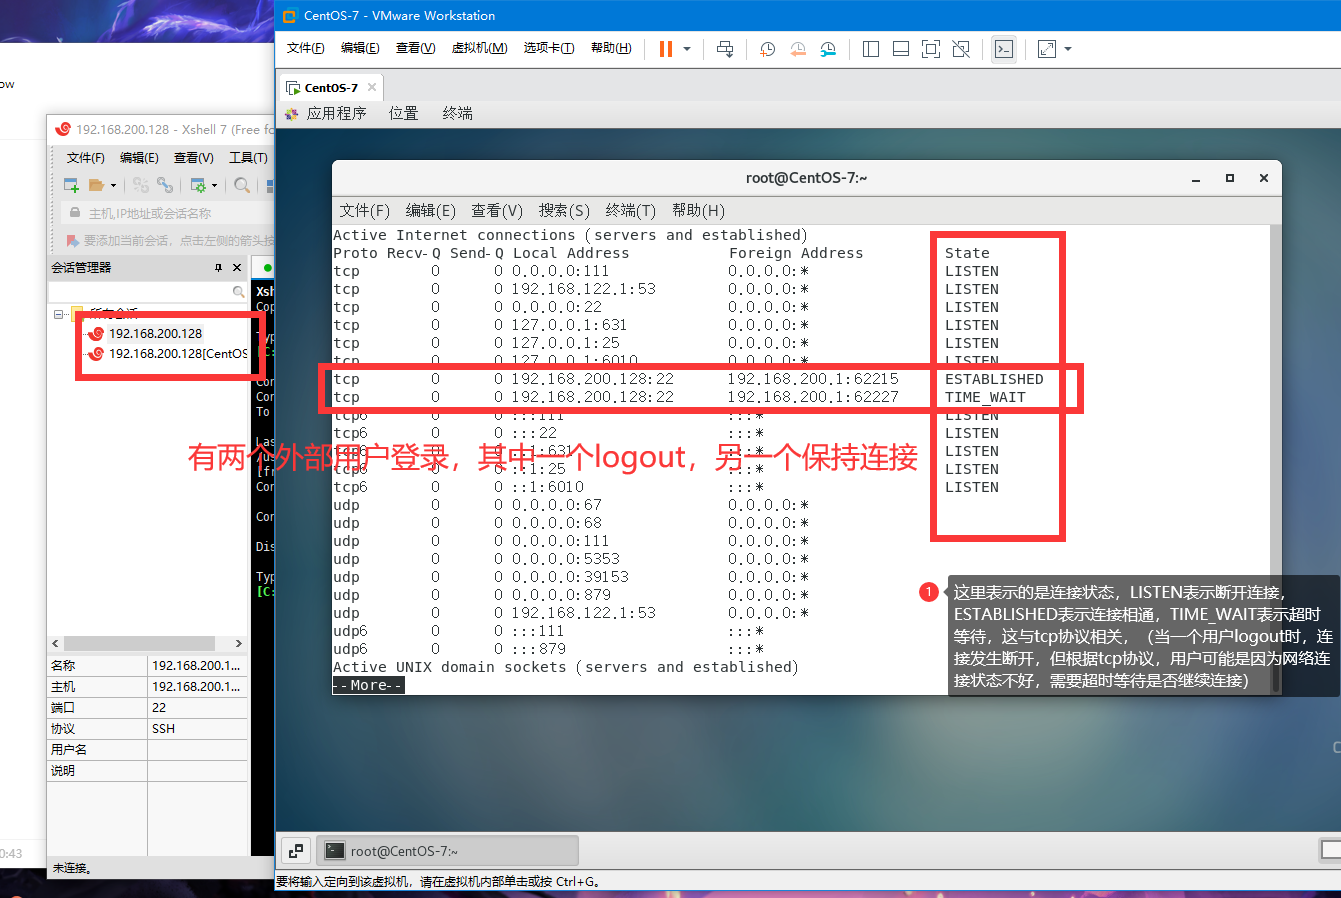 CentOS-7 - VMware Workstation
文件(F) 编辑(E) 查看(V) 虚拟机(M) 选项卡(T) 帮助(H)
ow
CentOS-7
应用程序 位置 终端
192.168.200.128 - Xshell 7 (Free fo
文件(F) 编辑(E) 查看(V) 工具(T)
主机,IP地址或会话名称
要添加当前会话，点击左侧的箭头按
会话管理器
所有会话
192.168.200.128
192.168.200.128[CentOS
Xsh
Cop
Typ
[C:
Con
Con
To
Las
[fr
Con
Con
Dis
Typ
[C:
名称 192.168.200.1...
主机 192.168.200.1...
端口 22
协议 SSH
用户名
说明
0:43
未连接。
root@CentOS-7:~
文件(F) 编辑(E) 查看(V) 搜索(S) 终端(T) 帮助(H)
Active Internet connections (servers and established)
Proto Recv-Q Send-Q Local Address Foreign Address State
tcp 0 0 0.0.0.0:111 0.0.0.0:* LISTEN
tcp 0 0 192.168.122.1:53 0.0.0.0:* LISTEN
tcp 0 0 0.0.0.0:22 0.0.0.0:* LISTEN
tcp 0 0 127.0.0.1:631 0.0.0.0:* LISTEN
tcp 0 0 127.0.0.1:25 0.0.0.0:* LISTEN
tcp 0 0 127.0.0.1:6010 0.0.0.0:* LISTEN
tcp 0 0 192.168.200.128:22 192.168.200.1:62215 ESTABLISHED
tcp 0 0 192.168.200.128:22 192.168.200.1:62227 TIME_WAIT
tcp6 0 0 :::111 :::* LISTEN
tcp6 0 0 :::22 :::* LISTEN
tcp6 0 0 ::1:631 :::* LISTEN
tcp6 0 0 ::1:25 :::* LISTEN
tcp6 0 0 ::1:6010 :::* LISTEN
udp 0 0 0.0.0.0:67 0.0.0.0:*
udp 0 0 0.0.0.0:68 0.0.0.0:*
udp 0 0 0.0.0.0:111 0.0.0.0:*
udp 0 0 0.0.0.0:5353 0.0.0.0:*
udp 0 0 0.0.0.0:39153 0.0.0.0:*
udp 0 0 0.0.0.0:879 0.0.0.0:*
udp 0 0 192.168.122.1:53 0.0.0.0:*
udp6 0 0 :::111 :::*
udp6 0 0 :::879 :::*
Active UNIX domain sockets (servers and established)
--More--
有两个外部用户登录，其中一个logout，另一个保持连接
1
这里表示的是连接状态，LISTEN表示断开连接，
ESTABLISHED表示连接相通，TIME_WAIT表示超时
等待，这与tcp协议相关，（当一个用户logout时，连
接发生断开，但根据tcp协议，用户可能是因为网络连
接状态不好，需要超时等待是否继续连接）
root@CentOS-7:~
要将输入定向到该虚拟机，请在虚拟机内部单击或按 Ctrl+G。